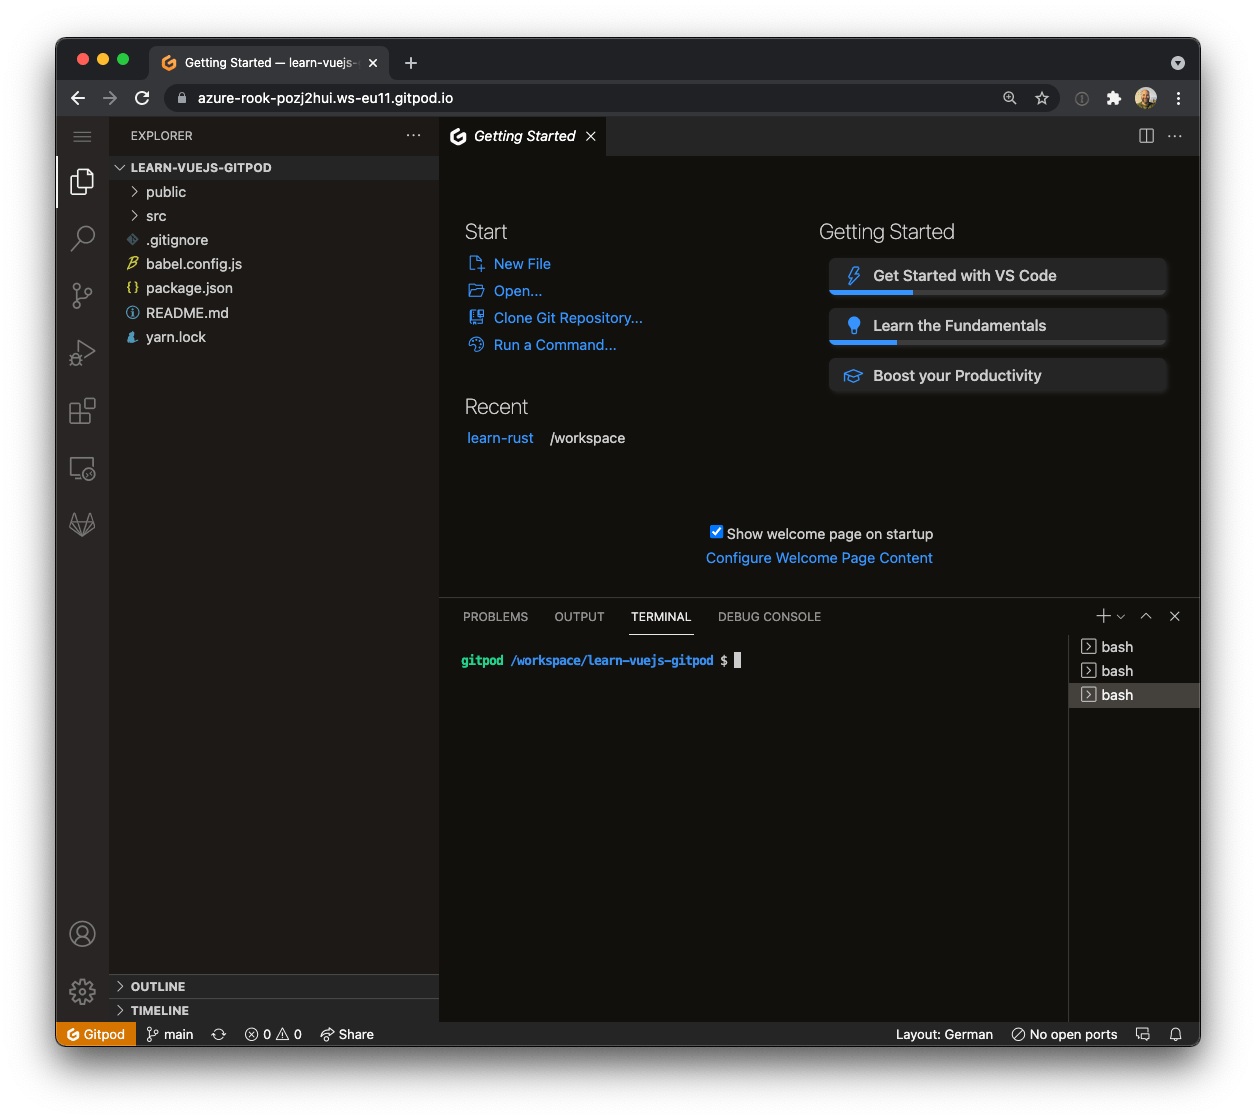 Getting Started — learn-vuejs-
azure-rook-pozj2hui.ws-eu11.gitpod.io
EXPLORER
LEARN-VUEJS-GITPOD
public
src
.gitignore
babel.config.js
package.json
README.md
yarn.lock
OUTLINE
TIMELINE
Getting Started
Start
New File
Open...
Clone Git Repository...
Run a Command...
Recent
learn-rust /workspace
Getting Started
Get Started with VS Code
Learn the Fundamentals
Boost your Productivity
Show welcome page on startup
Configure Welcome Page Content
PROBLEMS OUTPUT TERMINAL DEBUG CONSOLE
gitpod /workspace/learn-vuejs-gitpod $
bash
bash
bash
Gitpod main 0 0 Share Layout: German No open ports